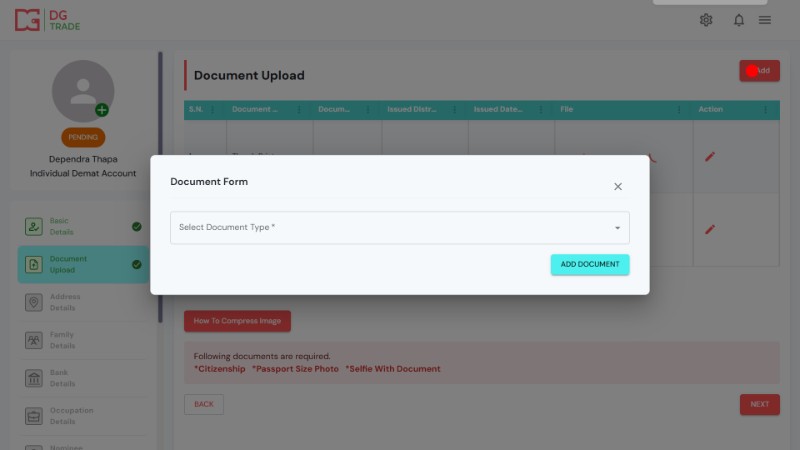 DG
TRADE
Document Upload
Add
S.N.
Document ...
Docum...
Issued Distr...
Issued Date...
File
Action
PENDING
Dependra Thapa
Individual Demat Account
Document Form
Select Document Type *
ADD DOCUMENT
Basic
Details
Document
Upload
Address
Details
Family
Details
Bank
Details
Occupation
Details
Nominee
How To Compress Image
Following documents are required.
*Citizenship *Passport Size Photo *Selfie With Document
BACK
NEXT